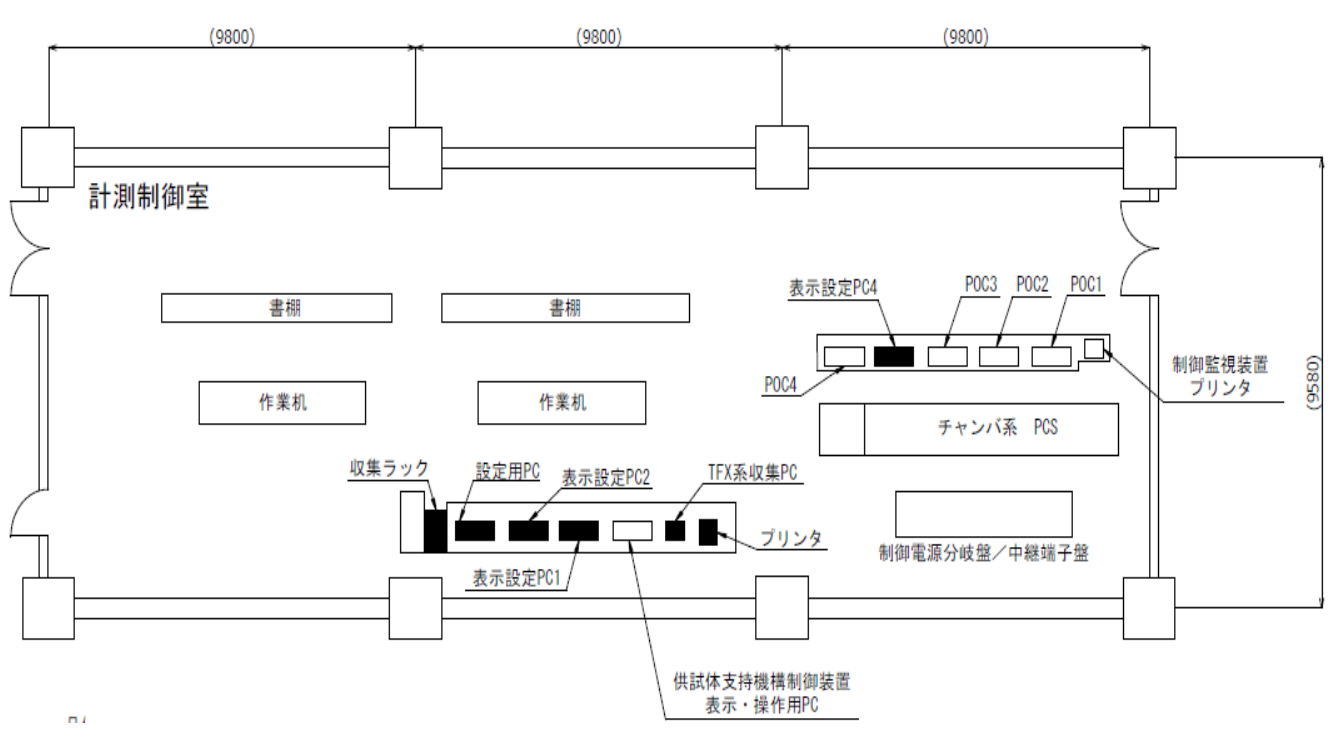 (9800)
(9800)
(9800)
計測制御室
表示設定PC4
POC3
POC2
POC1
書棚
書棚
制御監視装置
プリンタ
(9580)
POC4
作業机
作業机
チャンバ系 PCS
収集ラック
設定用PC
表示設定PC2
TFX系収集PC
プリンタ
制御電源分岐盤/中継端子盤
表示設定PC1
供試体支持機構制御装置
表示・操作用PC